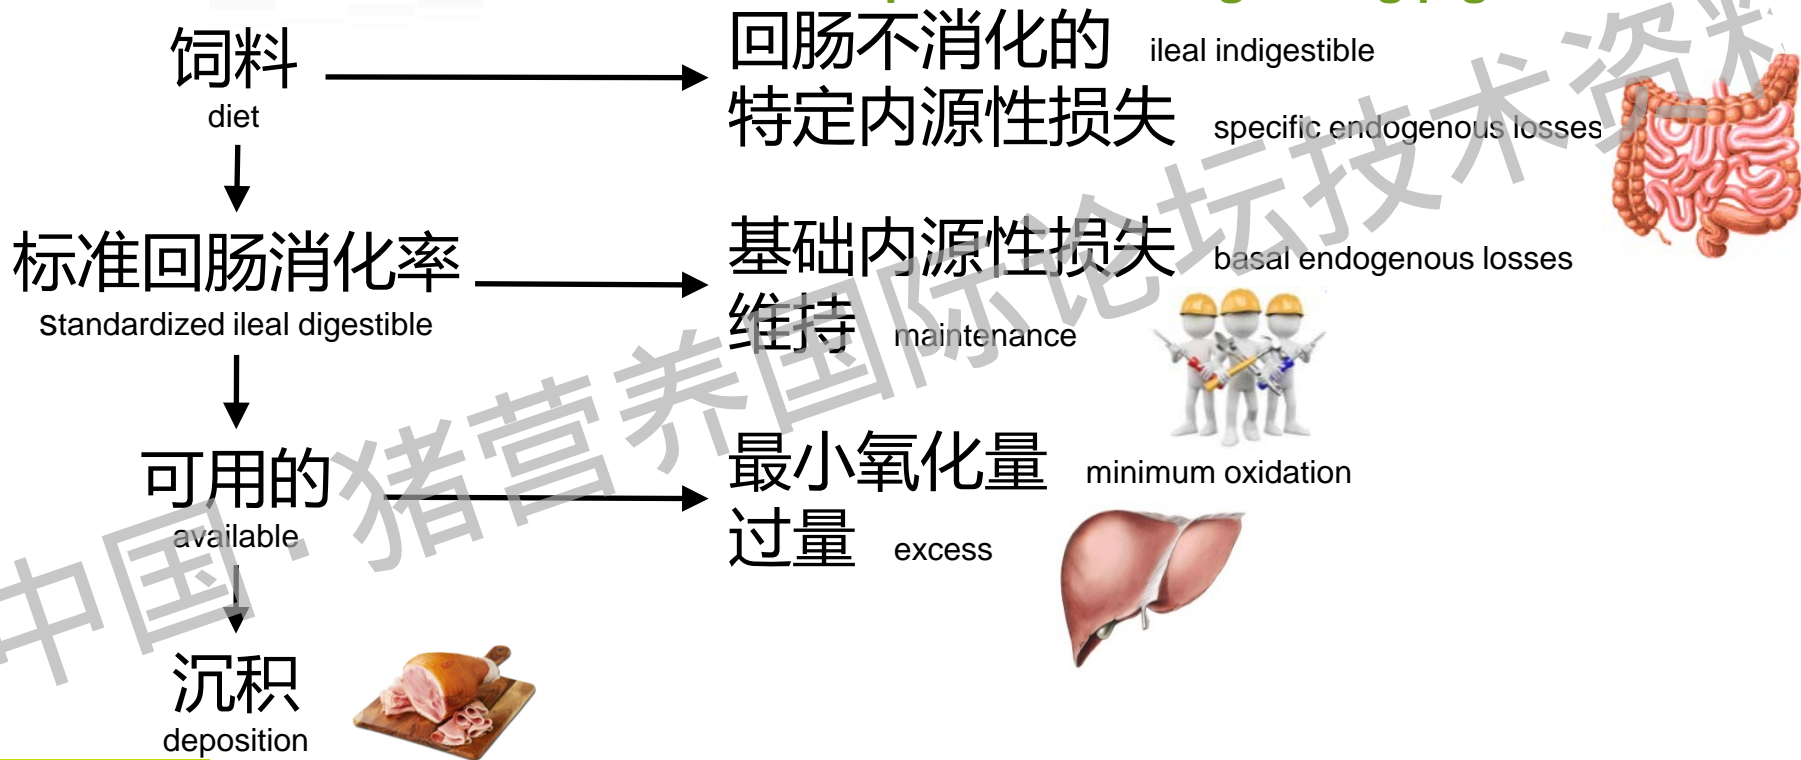 饲料
diet
回肠不消化的 ileal indigestible
特定内源性损失 specific endogenous losses
标准回肠消化率
standardized ileal digestible
基础内源性损失 basal endogenous losses
维持 maintenance
可用的
available
最小氧化量 minimum oxidation
过量 excess
沉积
deposition
中国·猪营养国际论坛技术资料